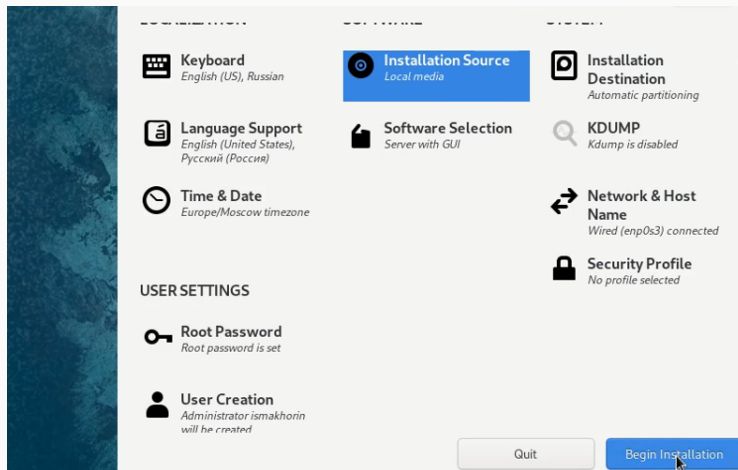 Keyboard
English (US), Russian
Language Support
English (United States),
Русский (Россия)
Time & Date
Europe/Moscow timezone
USER SETTINGS
Root Password
Root password is set
User Creation
Administrator ismakhorin
will be created
Installation Source
Local media
Software Selection
Server with GUI
Installation
Destination
Automatic partitioning
KDUMP
Kdump is disabled
Network & Host
Name
Wired (enp0s3) connected
Security Profile
No profile selected
Quit
Begin Installation